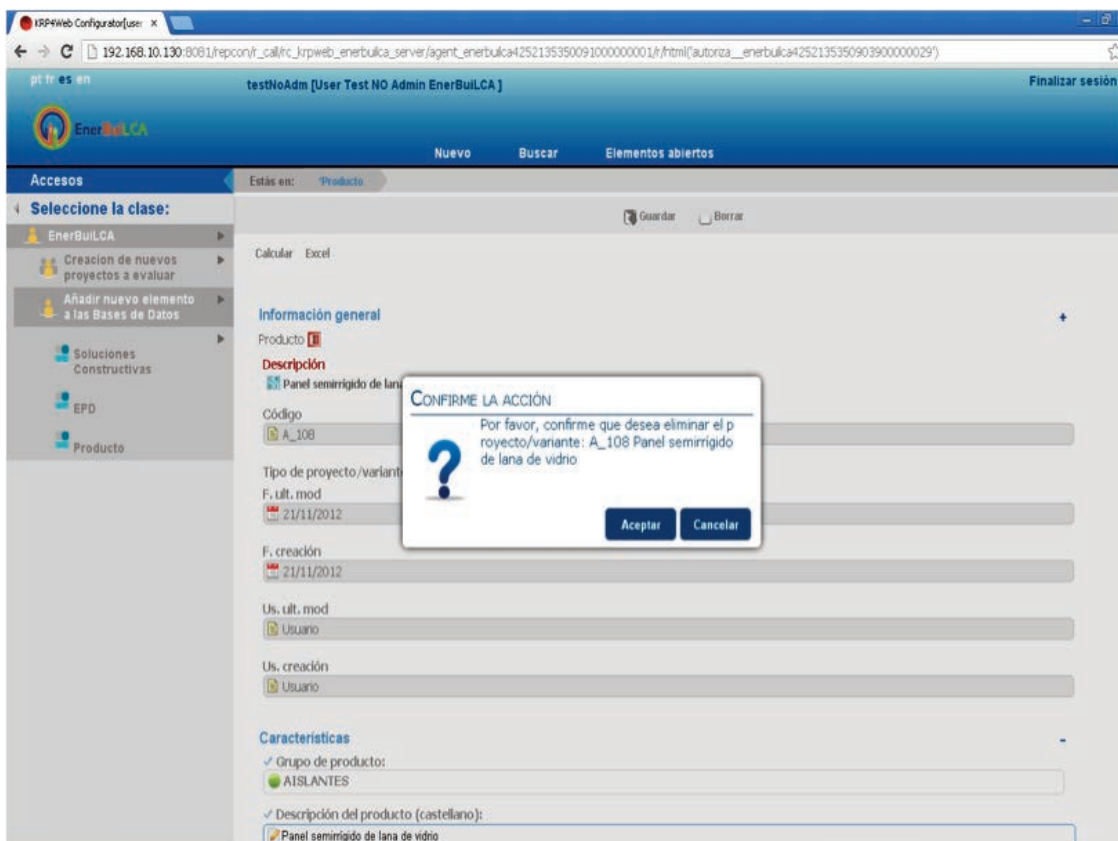 KRP4Web Configurator[user x
192.168.10.130:8081/repcon/r_call/rc_krpweb_enerbuilca_server/agent_enerbuilca4252135350091000000001/r/html('autoriza__enerbuilca4252135350903900000029')
pt fr es en
testNoAdm [User Test NO Admin EnerBuiLCA ]
Finalizar sesión
EnerBuiLCA
Nuevo Buscar Elementos abiertos
Accesos
Estás en: 'Producto
Seleccione la clase:
Guardar Borrar
EnerBuiLCA
Creacion de nuevos
proyectos a evaluar
Añadir nuevo elemento
a las Bases de Datos
Soluciones
Constructivas
EPD
Producto
Calcular Excel
Información general +
Producto
Descripción
Panel semirrígido de lana
Código
A_108
Tipo de proyecto/variant
F. ult. mod
21/11/2012
F. creación
21/11/2012
Us. ult. mod
Usuario
Us. creación
Usuario
CONFIRME LA ACCIÓN
Por favor, confirme que desea eliminar el p
royecto/variante: A_108 Panel semirrígido
de lana de vidrio
?
Aceptar Cancelar
Características -
Grupo de producto:
AISLANTES
Descripción del producto (castellano):
Panel semirrígido de lana de vidrio